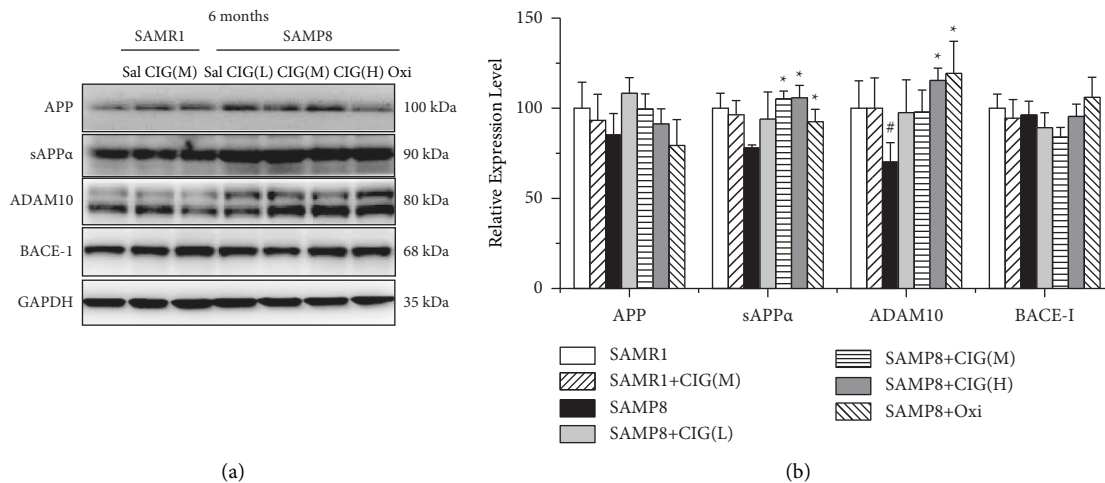 6 months
SAMR1 SAMP8
Sal CIG(M) Sal CIG(L) CIG(M) CIG(H) Oxi
APP 100 kDa
sAPPα 90 kDa
ADAM10 80 kDa
BACE-1 68 kDa
GAPDH 35 kDa
(a)
Relative Expression Level
150
100
50
0
* * * # * *
APP sAPPα ADAM10 BACE-I
SAMR1
SAMR1+CIG(M)
SAMP8
SAMP8+CIG(L)
SAMP8+CIG(M)
SAMP8+CIG(H)
SAMP8+Oxi
(b)